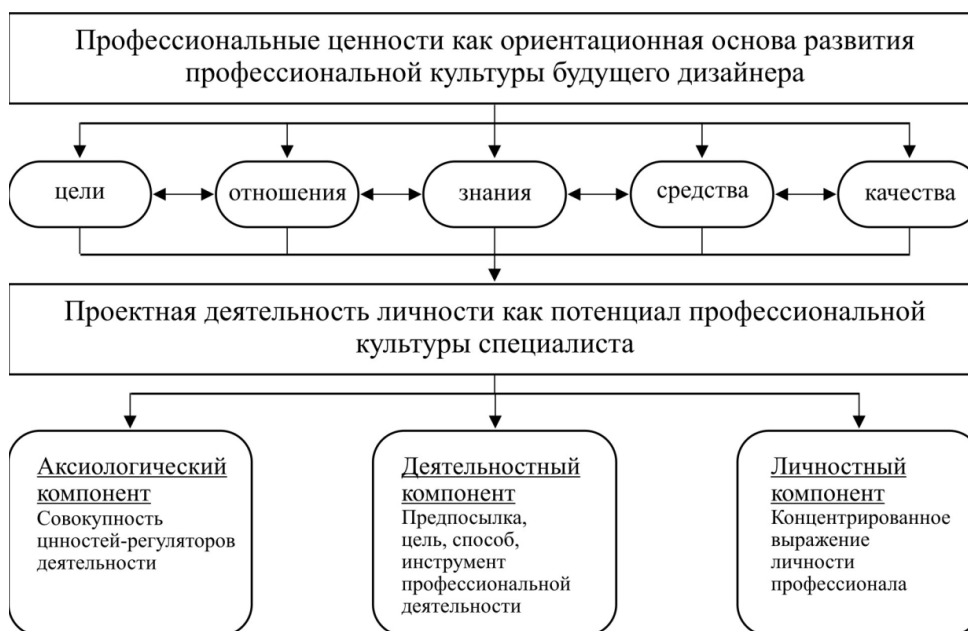 Профессиональные ценности как ориентационная основа развития
профессиональной культуры будущего дизайнера
цели
отношения
знания
средства
качества
Проектная деятельность личности как потенциал профессиональной
культуры специалиста
Аксиологический
компонент
Совокупность
цнностей-регуляторов
деятельности
Деятельностный
компонент
Предпосылка,
цель, способ,
инструмент
профессиональной
деятельности
Личностный
компонент
Концентрированное
выражение
личности
профессионала